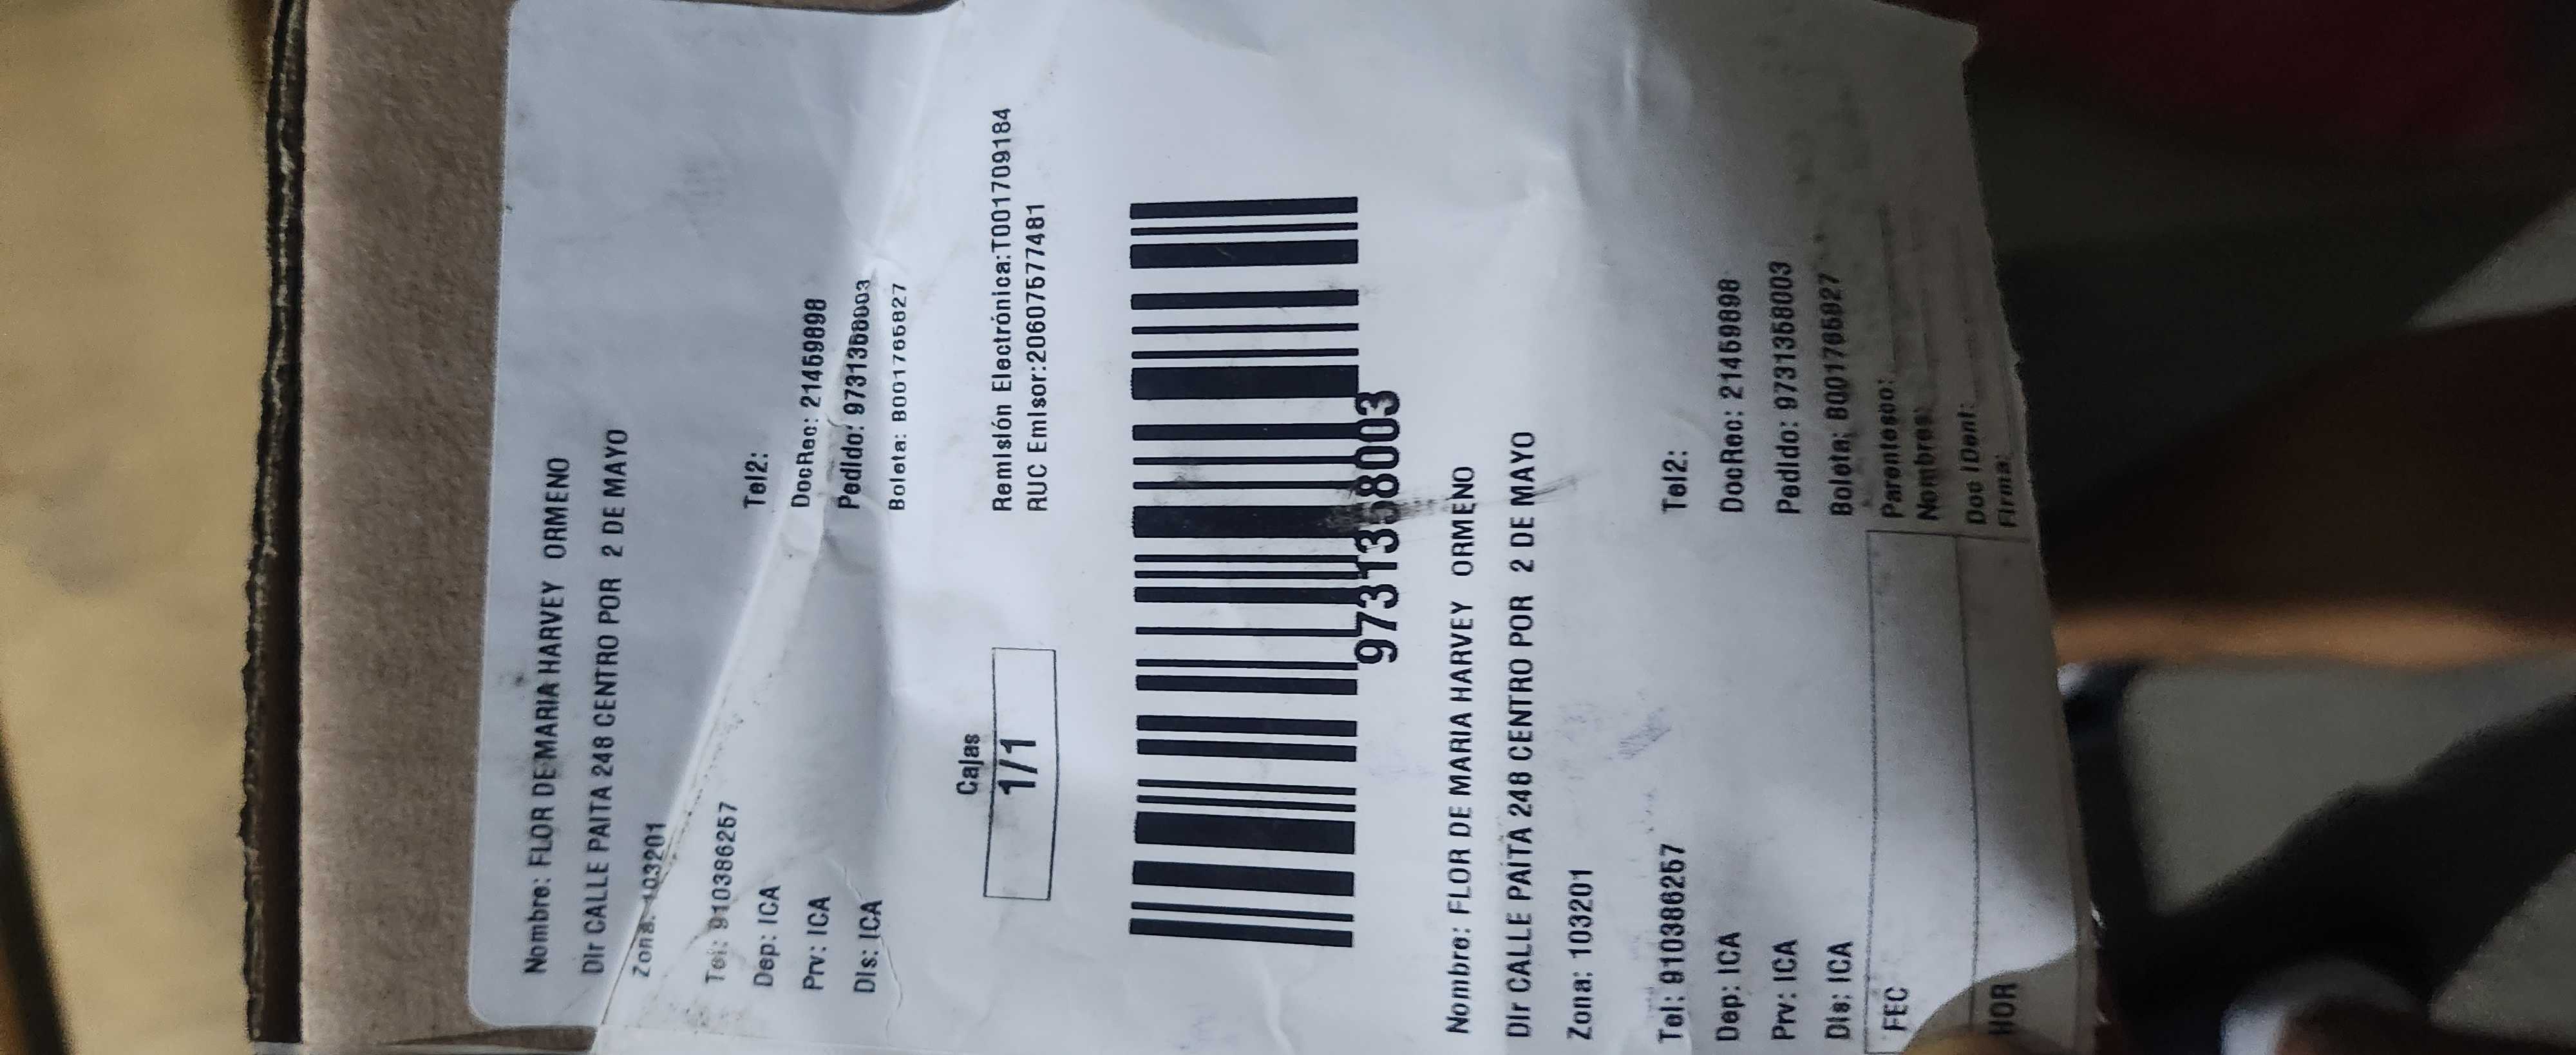 Nombre: FLOR DE MARIA HARVEY ORMENO
Dir CALLE PAITA 248 CENTRO POR 2 DE MAYO
Zona: 103201
Tel: 910386257
Tel2:
Dep: ICA
DocRec: 21459898
Prv: ICA
Pedido: 9731358003
Dis: ICA
Boleta: B001765827
Cajas
1/1
Remisión Electrónica:T001709184
RUC Emisor:20607577481
9731358003
Nombre: FLOR DE MARIA HARVEY ORMENO
Dir CALLE PAITA 248 CENTRO POR 2 DE MAYO
Zona: 103201
Tel: 910386257
Tel2:
Dep: ICA
DocRec: 21459898
Prv: ICA
Pedido: 9731358003
Dis: ICA
Boleta: B001765827
FEC
Parentesco:
Nombres:
HOR
Doc Ident:
Firma: